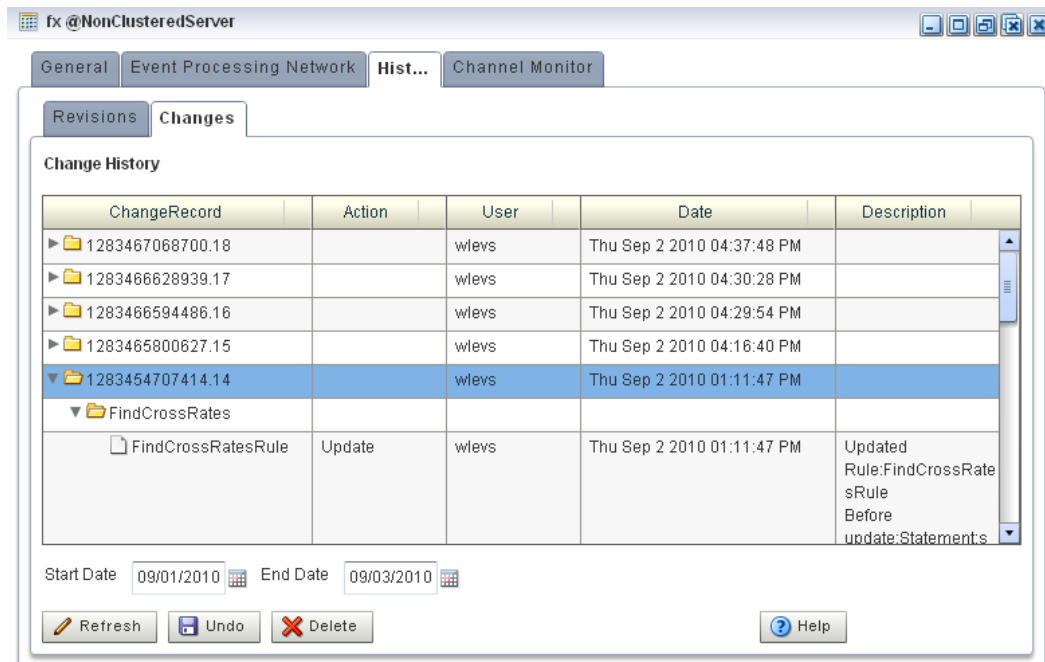 fx @NonClusteredServer
General Event Processing Network Hist... Channel Monitor
Revisions Changes
Change History
ChangeRecord Action User Date Description
1283467068700.18 wlevs Thu Sep 2 2010 04:37:48 PM
1283466628939.17 wlevs Thu Sep 2 2010 04:30:28 PM
1283466594486.16 wlevs Thu Sep 2 2010 04:29:54 PM
1283465800627.15 wlevs Thu Sep 2 2010 04:16:40 PM
1283454707414.14 wlevs Thu Sep 2 2010 01:11:47 PM
FindCrossRates
FindCrossRatesRule Update wlevs Thu Sep 2 2010 01:11:47 PM Updated
Rule:FindCrossRate
sRule
Before
update:Statement:s
Start Date 09/01/2010 End Date 09/03/2010
Refresh Undo Delete Help